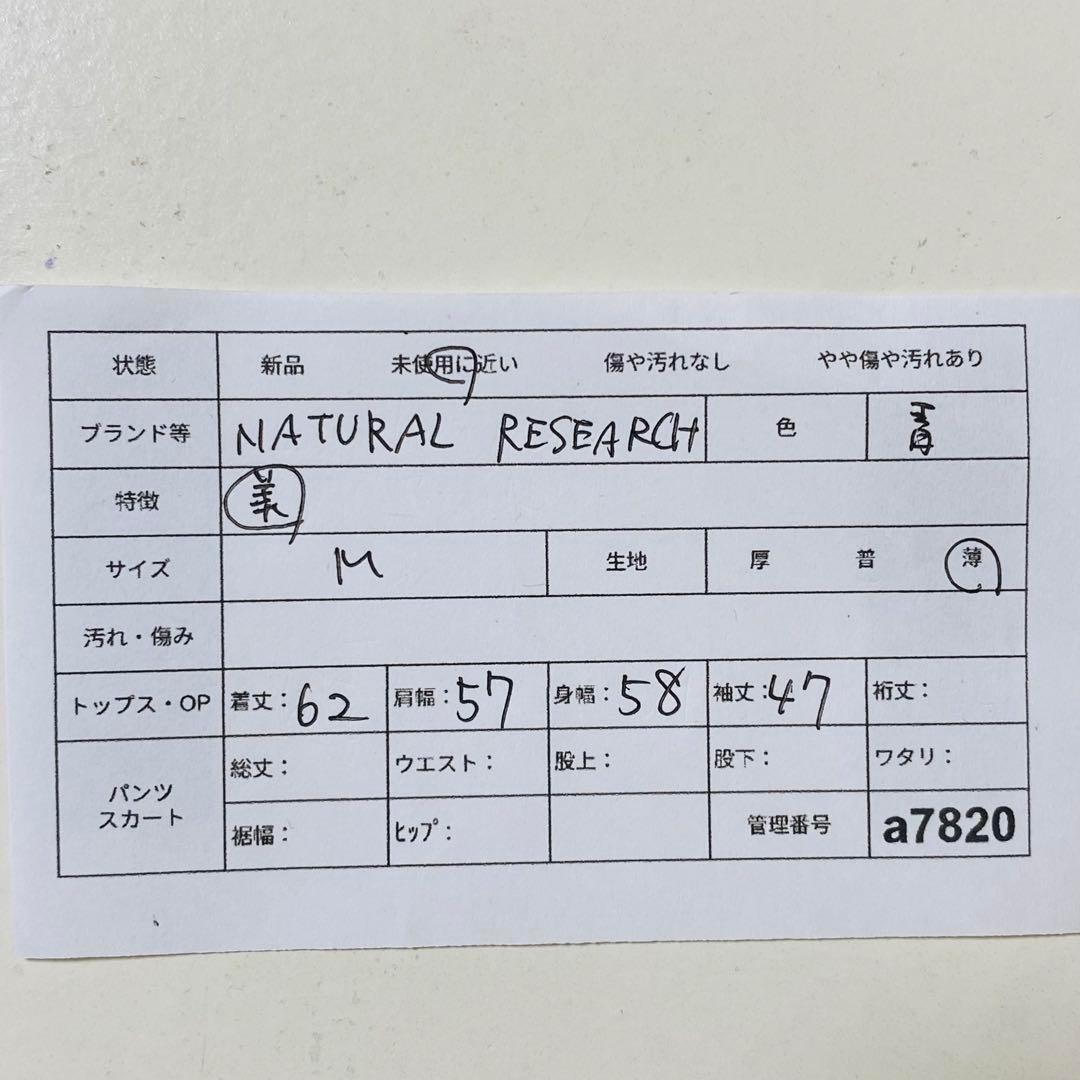 状態 新品 未使用に近い 傷や汚れなし やや傷や汚れあり
ブランド等 NATURAL RESEARCH 色 青
特徴 美
サイズ M 生地 厚 普 薄
汚れ・傷み
トップス・OP 着丈：62 肩幅：57 身幅：58 袖丈：47 裄丈：
パンツ スカート
総丈： ウエスト： 股上： 股下： ワタリ：
裾幅： ヒップ： 管理番号 a7820